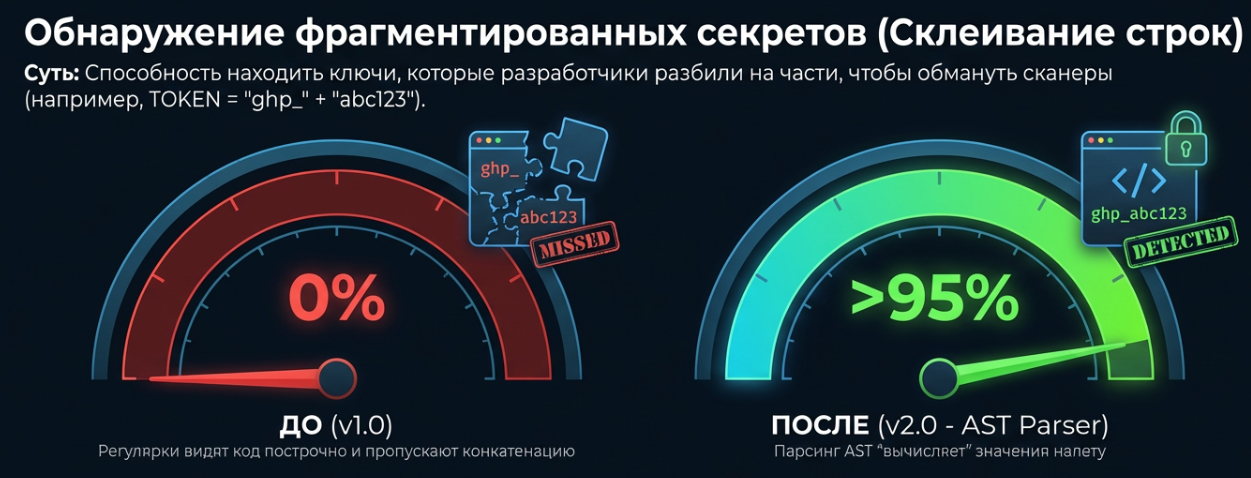 Обнаружение фрагментированных секретов (Склеивание строк)
Суть: Способность находить ключи, которые разработчики разбили на части, чтобы обмануть сканеры
(например, TOKEN = "ghp_" + "abc123").
ghp_
abc123
MISSED
0%
ДО (v1.0)
Регулярки видят код построчно и пропускают конкатенацию
</>
ghp_abc123
DETECTED
>95%
ПОСЛЕ (v2.0 - AST Parser)
Парсинг AST "вычисляет" значения налету